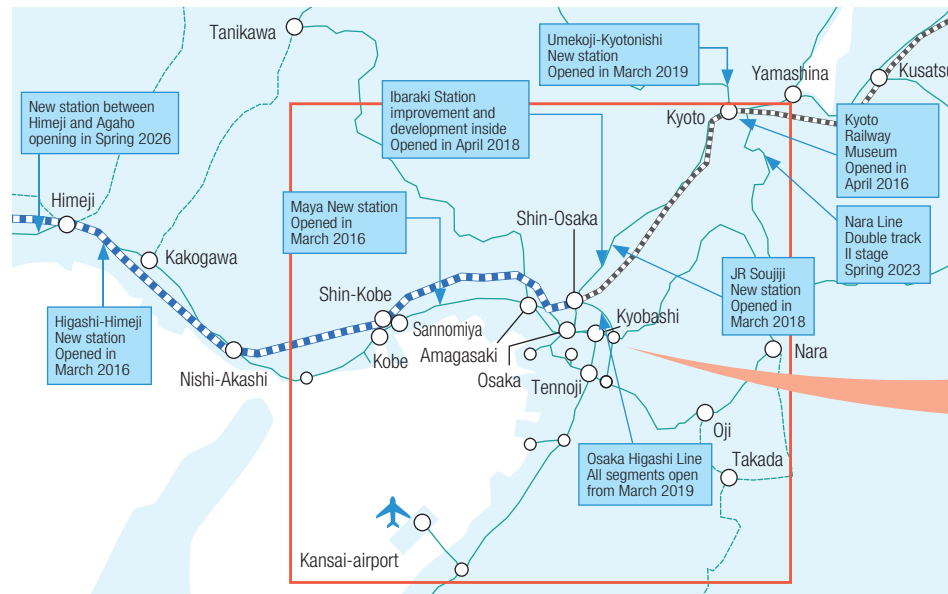 Tanikawa
Umekoji-Kyotonishi
New station
Opened in March 2019
Yamashina
Kusatsu
New station between
Himeji and Agaho
opening in Spring 2026
Ibaraki Station
improvement and
development inside
Opened in April 2018
Kyoto
Kyoto
Railway
Museum
Opened in
April 2016
Himeji
Maya New station
Opened in
March 2016
Shin-Osaka
Nara Line
Double track
II stage
Spring 2023
Kakogawa
JR Soujiji
New station
Opened in
March 2018
Shin-Kobe
Higashi-Himeji
New station
Opened in
March 2016
Sannomiya
Kyobashi
Kobe
Amagasaki
Nara
Nishi-Akashi
Osaka
Tennoji
Oji
Osaka Higashi Line
All segments open
from March 2019
Takada
Kansai-airport